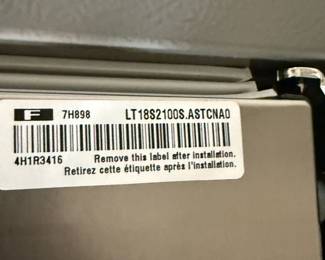 F 7H898 LT18S2100S.ASTCNA0
4H1R3416 Remove this label after installation.
Retirez cette étiquette après l'installation.